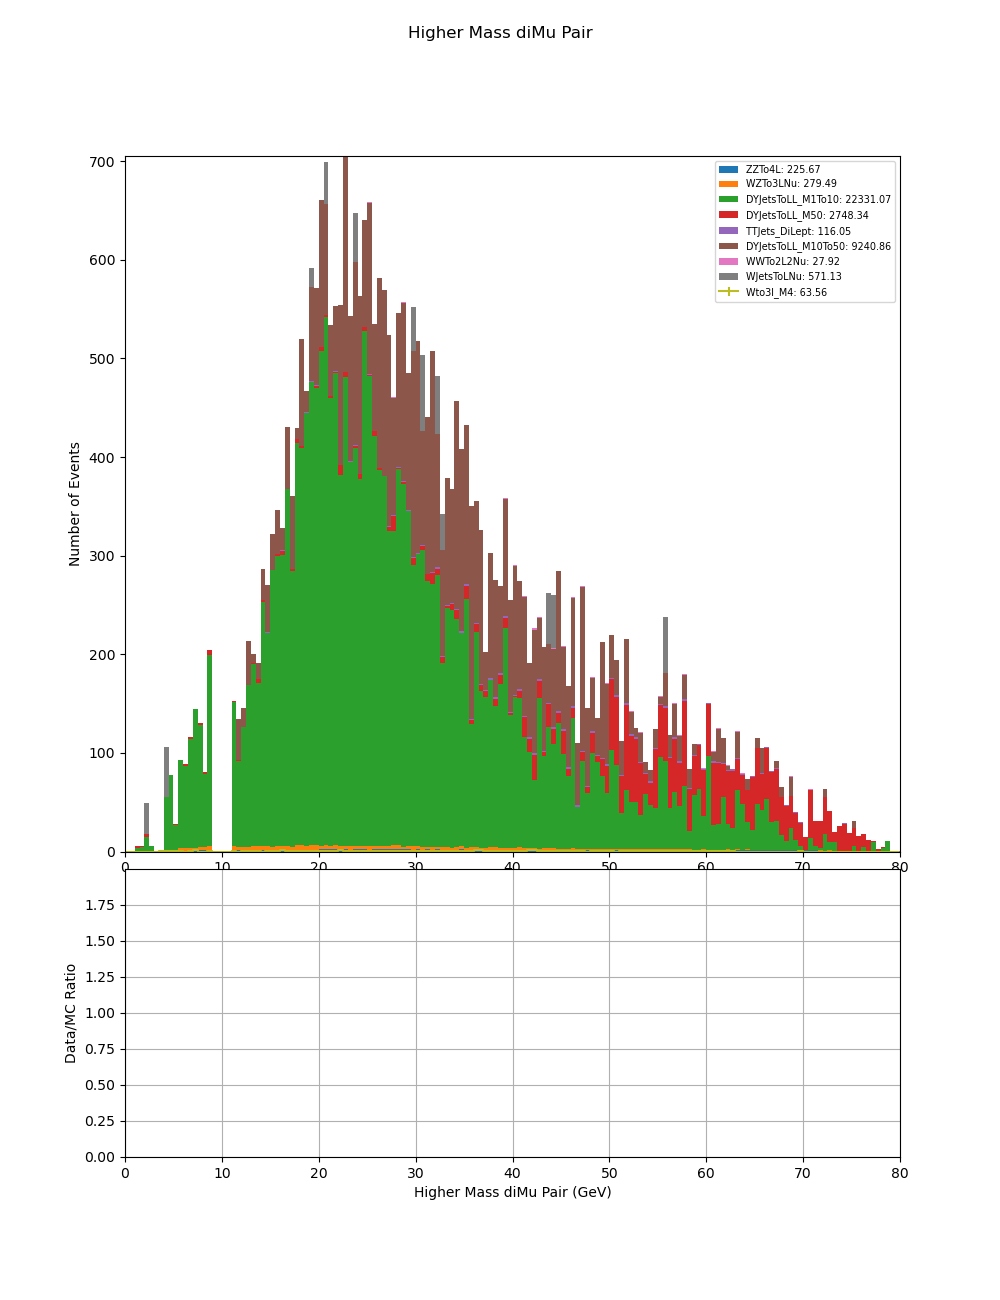 Higher Mass diMu Pair
700
600
500
400
300
200
100
0
Number of Events
ZZTo4L: 225.67
WZTo3LNu: 279.49
DYJetsToLL_M1To10: 22331.07
DYJetsToLL_M50: 2748.34
TTJets_DiLept: 116.05
DYJetsToLL_M10To50: 9240.86
WWTo2L2Nu: 27.92
WJetsToLNu: 571.13
Wto3l_M4: 63.56
0 10 20 30 40 50 60 70 80
1.75
1.50
1.25
1.00
0.75
0.50
0.25
0.00
Data/MC Ratio
0 10 20 30 40 50 60 70 80
Higher Mass diMu Pair (GeV)